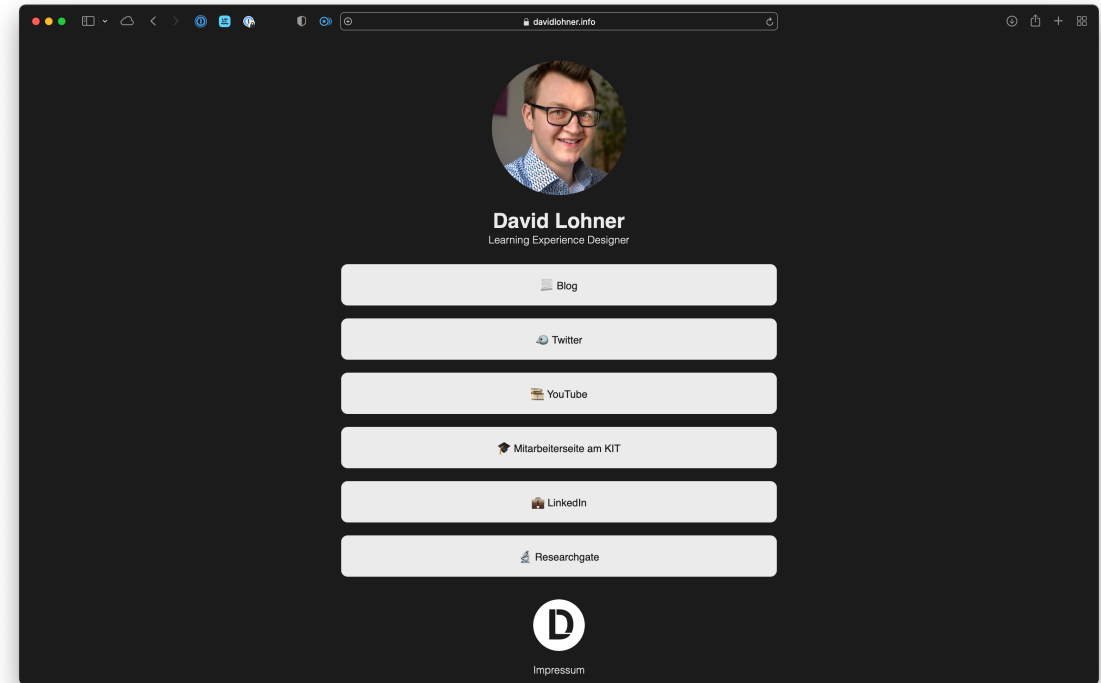 davidlohner.info
David Lohner
Learning Experience Designer
Blog
Twitter
YouTube
Mitarbeiterseite am KIT
LinkedIn
Researchgate
D
Impressum